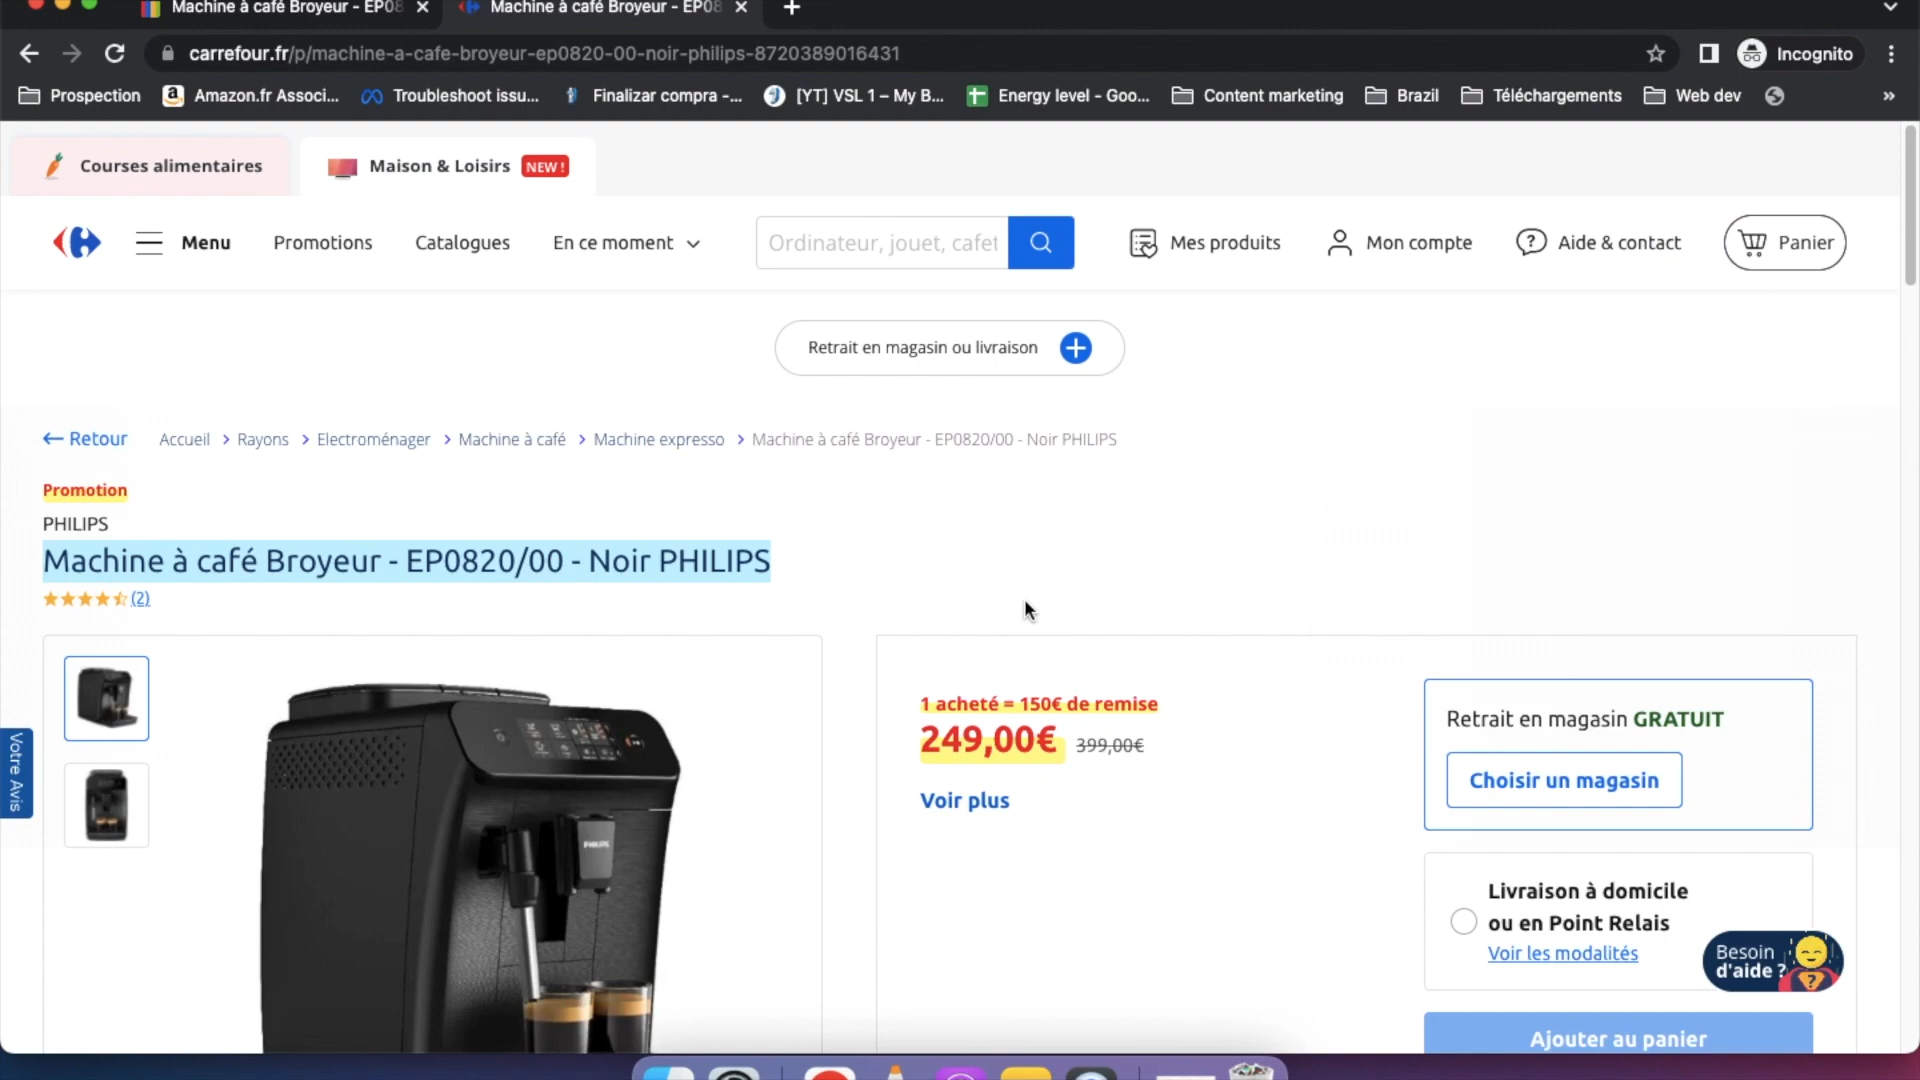 Machine à café Broyeur - EP08
Machine à café Broyeur - EP08
carrefour.fr/p/machine-a-cafe-broyeur-ep0820-00-noir-philips-8720389016431
Incognito
Prospection
Amazon.fr Associ...
Troubleshoot issu...
Finalizar compra -...
[YT] VSL 1 – My B...
Energy level - Goo...
Content marketing
Brazil
Téléchargements
Web dev
Courses alimentaires
Maison & Loisirs NEW !
Menu
Promotions
Catalogues
En ce moment
Ordinateur, jouet, cafet
Mes produits
Mon compte
Aide & contact
Panier
Retrait en magasin ou livraison
Retour
Accueil > Rayons > Electroménager > Machine à café > Machine expresso > Machine à café Broyeur - EP0820/00 - Noir PHILIPS
Promotion
PHILIPS
Machine à café Broyeur - EP0820/00 - Noir PHILIPS
(2)
Votre Avis
PHILIPS
1 acheté = 150€ de remise
249,00€ 399,00€
Voir plus
Retrait en magasin GRATUIT
Choisir un magasin
Livraison à domicile
ou en Point Relais
Voir les modalités
Besoin
d'aide ?
Ajouter au panier